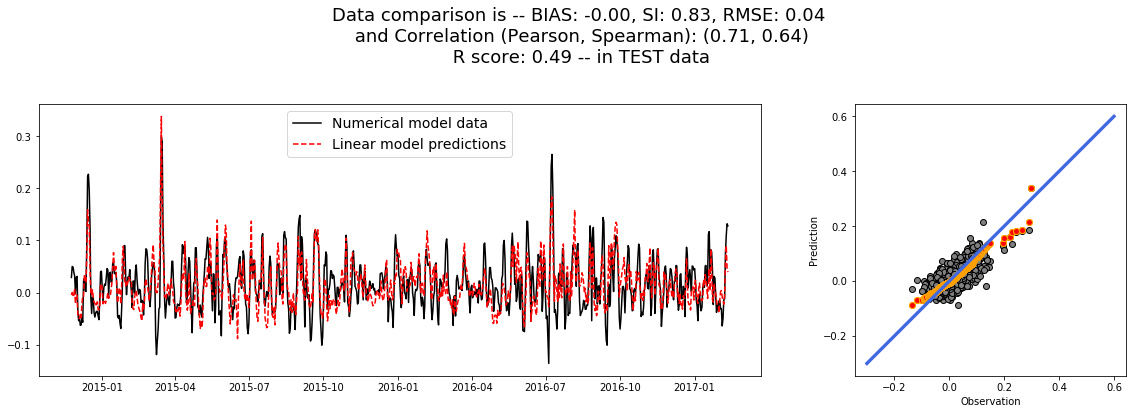 Data comparison is -- BIAS: -0.00, SI: 0.83, RMSE: 0.04
and Correlation (Pearson, Spearman): (0.71, 0.64)
R score: 0.49 -- in TEST data
Numerical model data
Linear model predictions
0.3
0.2
0.1
0.0
−0.1
2015-01 2015-04 2015-07 2015-10 2016-01 2016-04 2016-07 2016-10 2017-01
Prediction
0.6
0.4
0.2
0.0
−0.2
−0.2 0.0 0.2 0.4 0.6
Observation